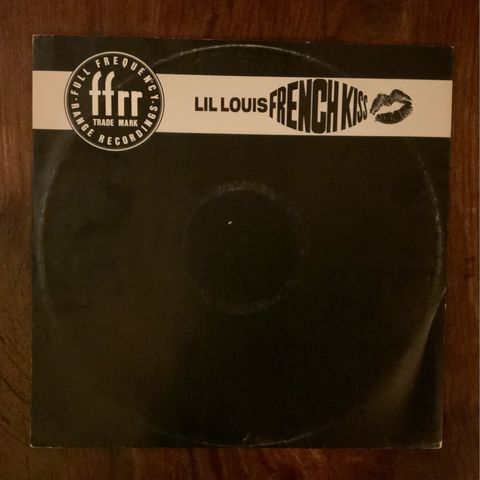 FULL FREQUENCY
ffrr
TRADE MARK
RANGE RECORDINGS
LIL LOUIS FRENCH KISS